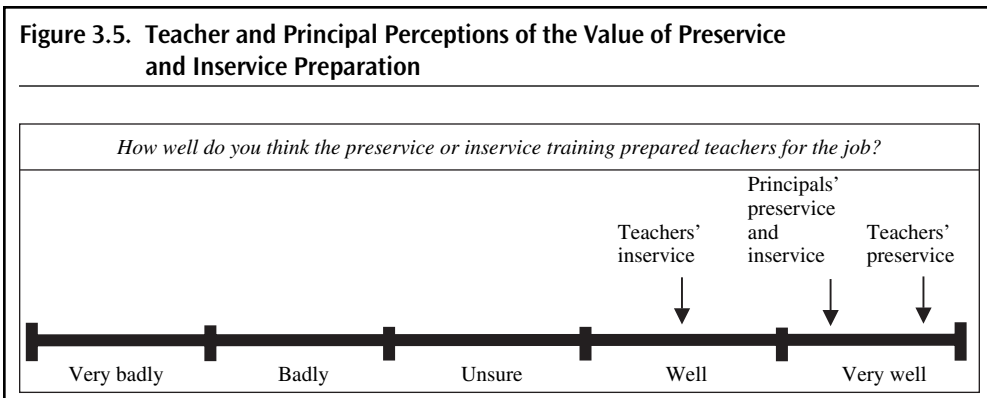 Figure 3.5. Teacher and Principal Perceptions of the Value of Preservice
and Inservice Preparation
How well do you think the preservice or inservice training prepared teachers for the job?
Teachers'
inservice
Principals'
preservice
and
inservice
Teachers'
preservice
Very badly
Badly
Unsure
Well
Very well